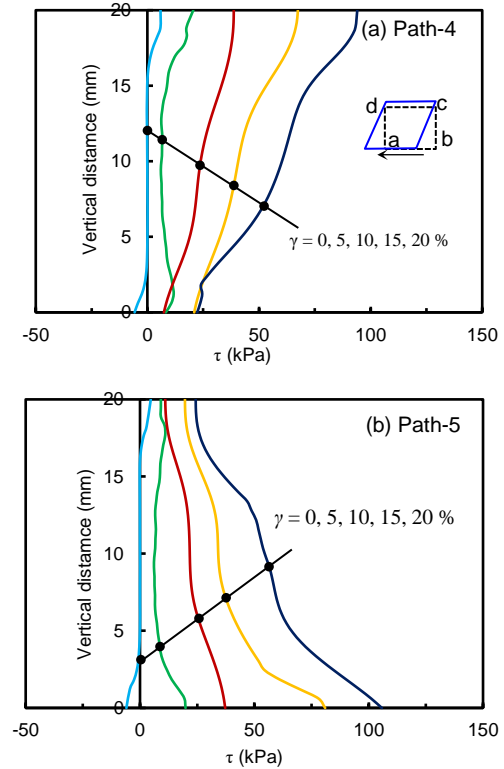 20
(a) Path-4
15
d
c
a
b
10
Vertical distamce (mm)
5
γ = 0, 5, 10, 15, 20 %
0
-50
0
50
100
150
τ (kPa)
20
(b) Path-5
15
γ = 0, 5, 10, 15, 20 %
10
Vertical distamce (mm)
5
0
-50
0
50
100
150
τ (kPa)